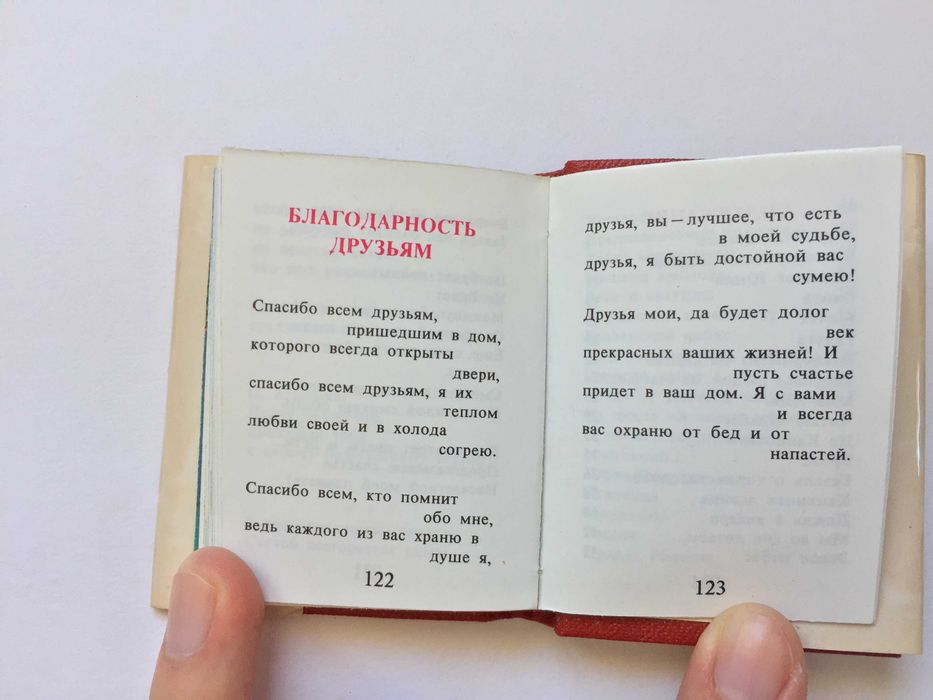 БЛАГОДАРНОСТЬ
ДРУЗЬЯМ
Спасибо всем друзьям,
пришедшим в дом,
которого всегда открыты
двери,
спасибо всем друзьям, я их
теплом
любви своей и в холода
согрею.
Спасибо всем, кто помнит
обо мне,
ведь каждого из вас храню в
душе я,
122
друзья, вы — лучшее, что есть
в моей судьбе,
друзья, я быть достойной вас
сумею!
Друзья мои, да будет долог
век
прекрасных ваших жизней! И
пусть счастье
придет в ваш дом. Я с вами
и всегда
вас охраню от бед и от
напастей.
123